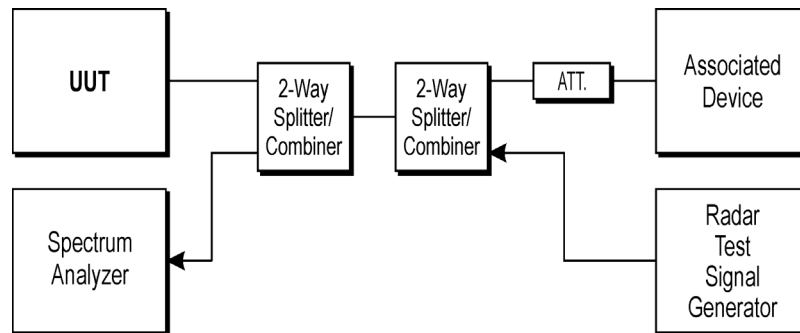 UUT
2-Way
Splitter/
Combiner
2-Way
Splitter/
Combiner
ATT.
Associated
Device
Spectrum
Analyzer
Radar
Test
Signal
Generator